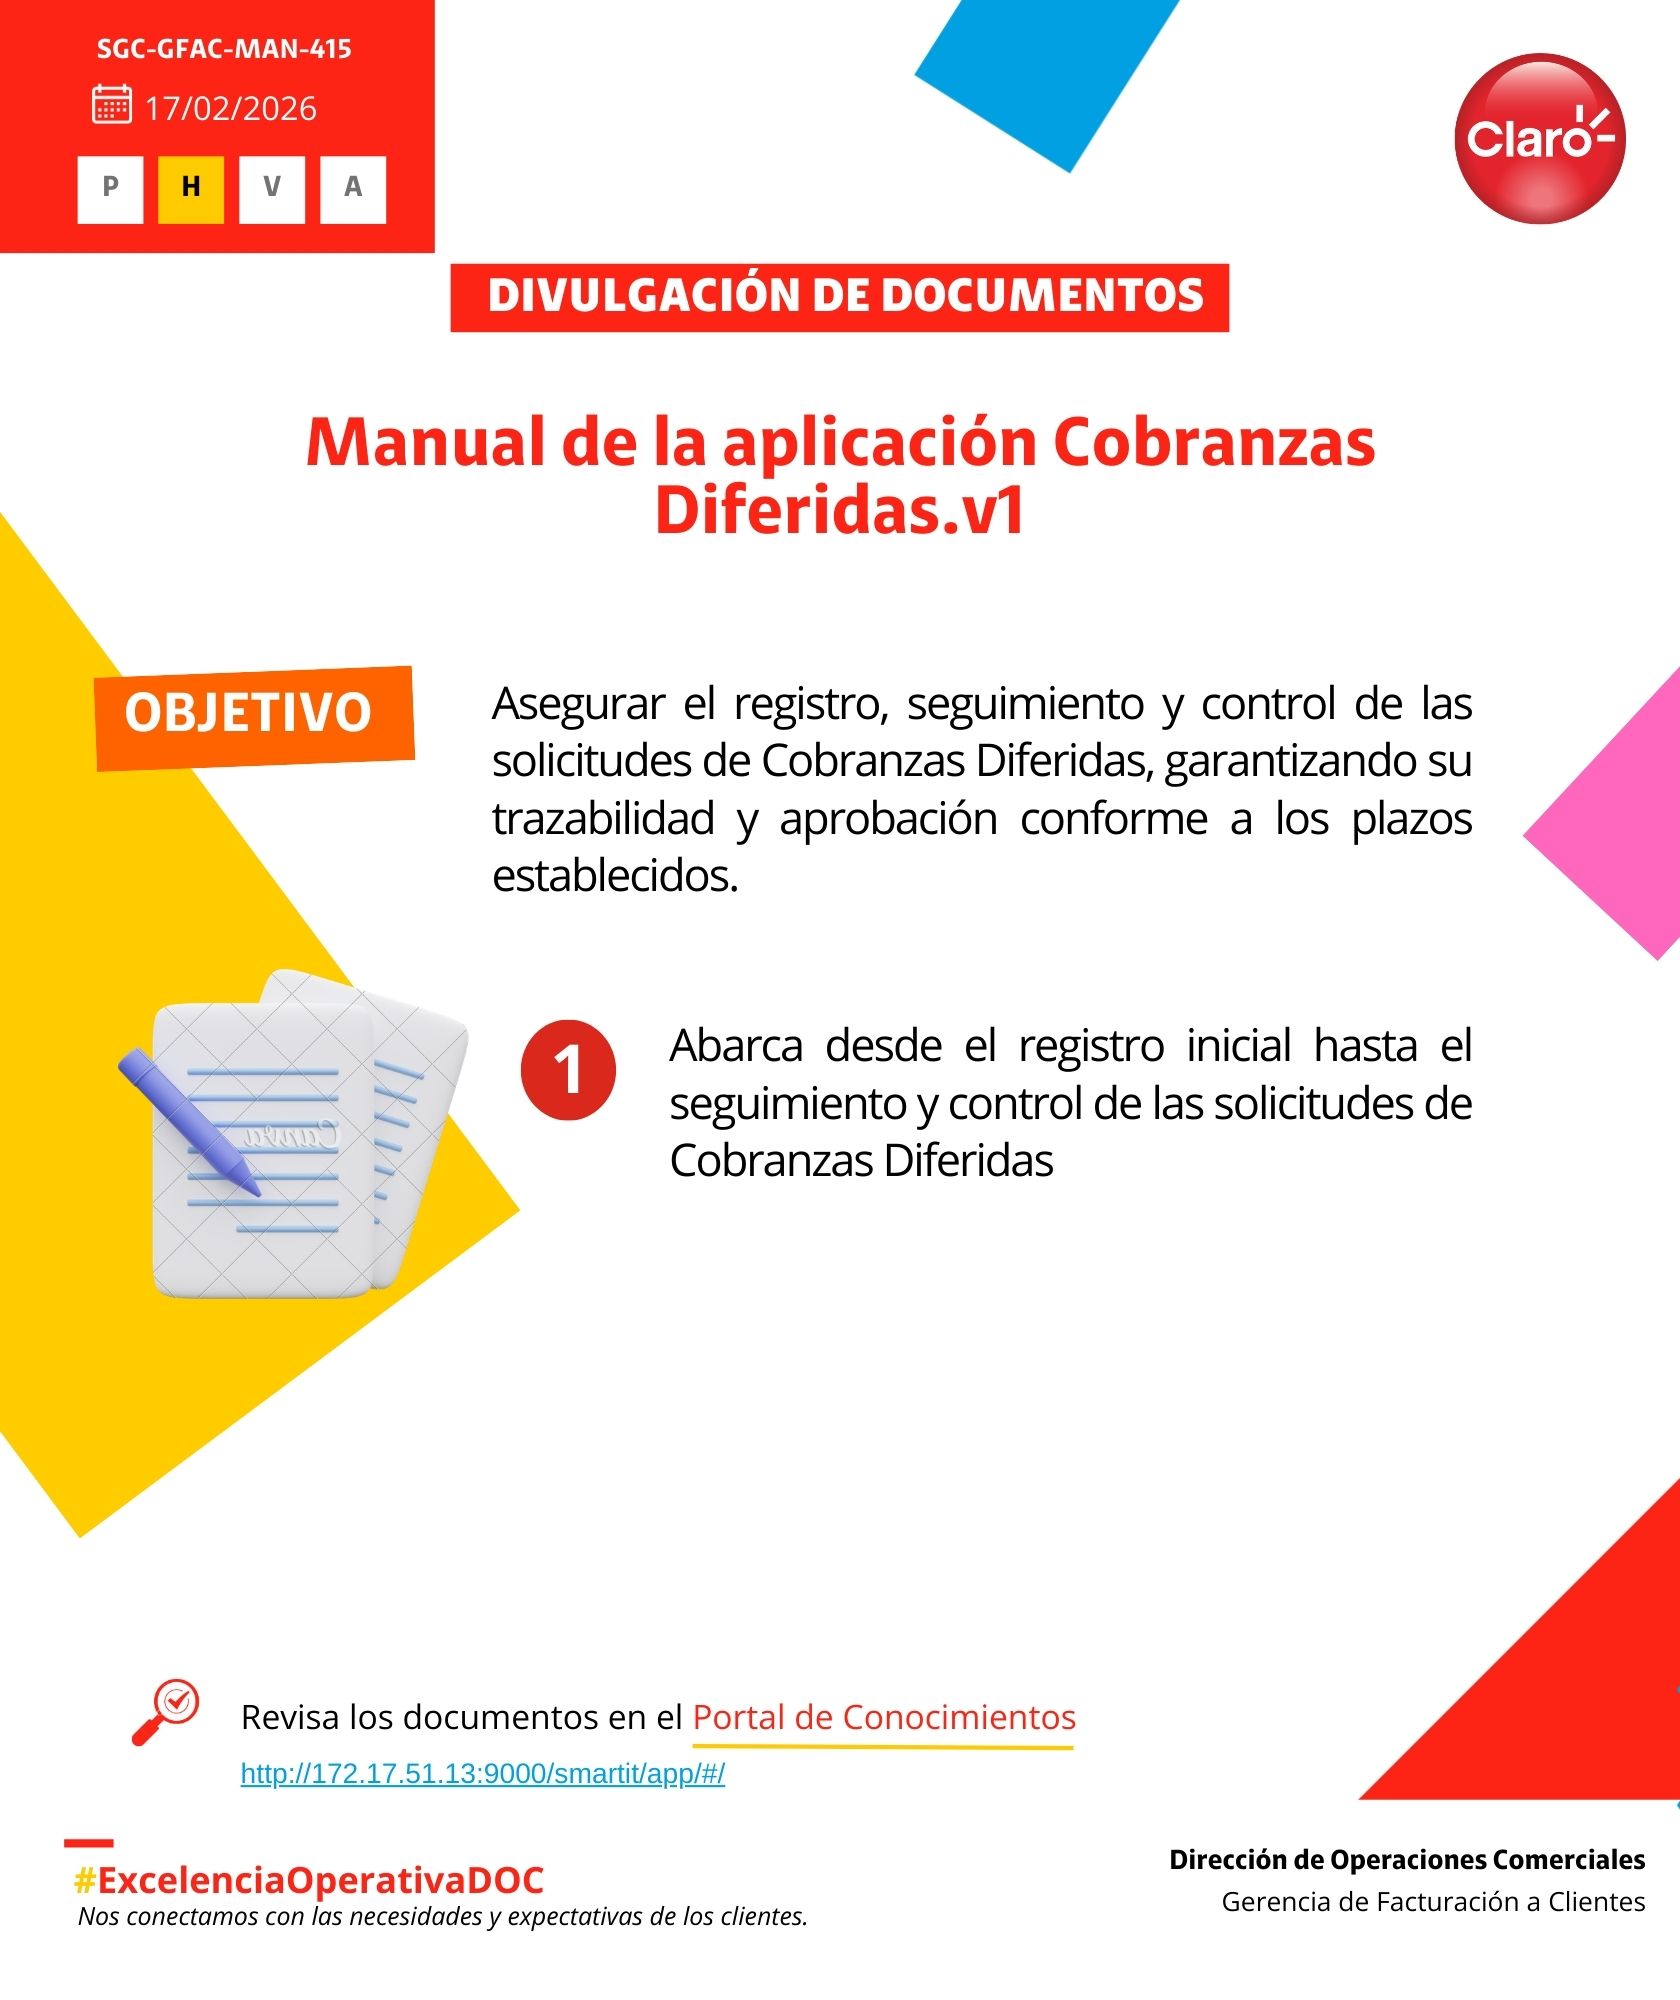 SGC-GFAC-MAN-415
17/02/2026
P H V A
Claro
DIVULGACIÓN DE DOCUMENTOS
Manual de la aplicación Cobranzas
Diferidas.v1
OBJETIVO
Asegurar el registro, seguimiento y control de las
solicitudes de Cobranzas Diferidas, garantizando su
trazabilidad y aprobación conforme a los plazos
establecidos.
Canva
1
Abarca desde el registro inicial hasta el
seguimiento y control de las solicitudes de
Cobranzas Diferidas
Revisa los documentos en el Portal de Conocimientos
http://172.17.51.13:9000/smartit/app/#/
#ExcelenciaOperativaDOC
Nos conectamos con las necesidades y expectativas de los clientes.
Dirección de Operaciones Comerciales
Gerencia de Facturación a Clientes